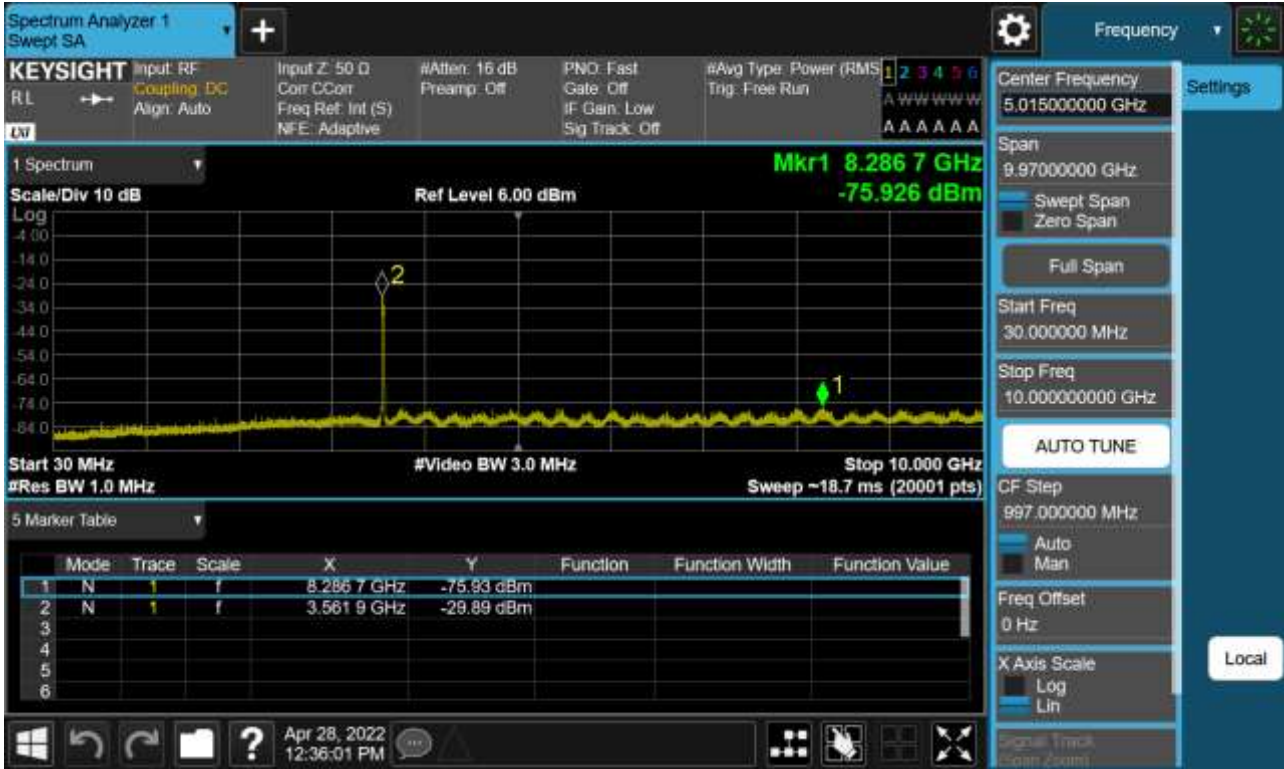 Spectrum Analyzer 1
Swept SA
+
Frequency
KEYSIGHT
RL
LXI
Input: RF
Coupling: DC
Align: Auto
Input Z: 50 Ω
Corr CCorr
Freq Ref: Int (S)
NFE: Adaptive
#Atten: 16 dB
Preamp: Off
PNO: Fast
Gate: Off
IF Gain: Low
Sig Track: Off
#Avg Type: Power (RMS
Trig: Free Run
1 2 3 4 5 6
A W W W W W
A A A A A A
Center Frequency
5.015000000 GHz
Settings
1 Spectrum
Mkr1 8.286 7 GHz
-75.926 dBm
Scale/Div 10 dB
Ref Level 6.00 dBm
Log
-4.00
-14.0
-24.0
-34.0
-44.0
-54.0
-64.0
-74.0
-84.0
2
1
Start 30 MHz
#Video BW 3.0 MHz
Stop 10.000 GHz
#Res BW 1.0 MHz
Sweep ~18.7 ms (20001 pts)
Span
9.97000000 GHz
Swept Span
Zero Span
Full Span
Start Freq
30.000000 MHz
Stop Freq
10.000000000 GHz
AUTO TUNE
CF Step
997.000000 MHz
Auto
Man
Freq Offset
0 Hz
X Axis Scale
Log
Lin
Signal Track
(Span Zoom)
Local
5 Marker Table
Mode Trace Scale X Y Function Function Width Function Value
1 N 1 f 8.286 7 GHz -75.93 dBm
2 N 1 f 3.561 9 GHz -29.89 dBm
3
4
5
6
?
Apr 28, 2022
12:36:01 PM